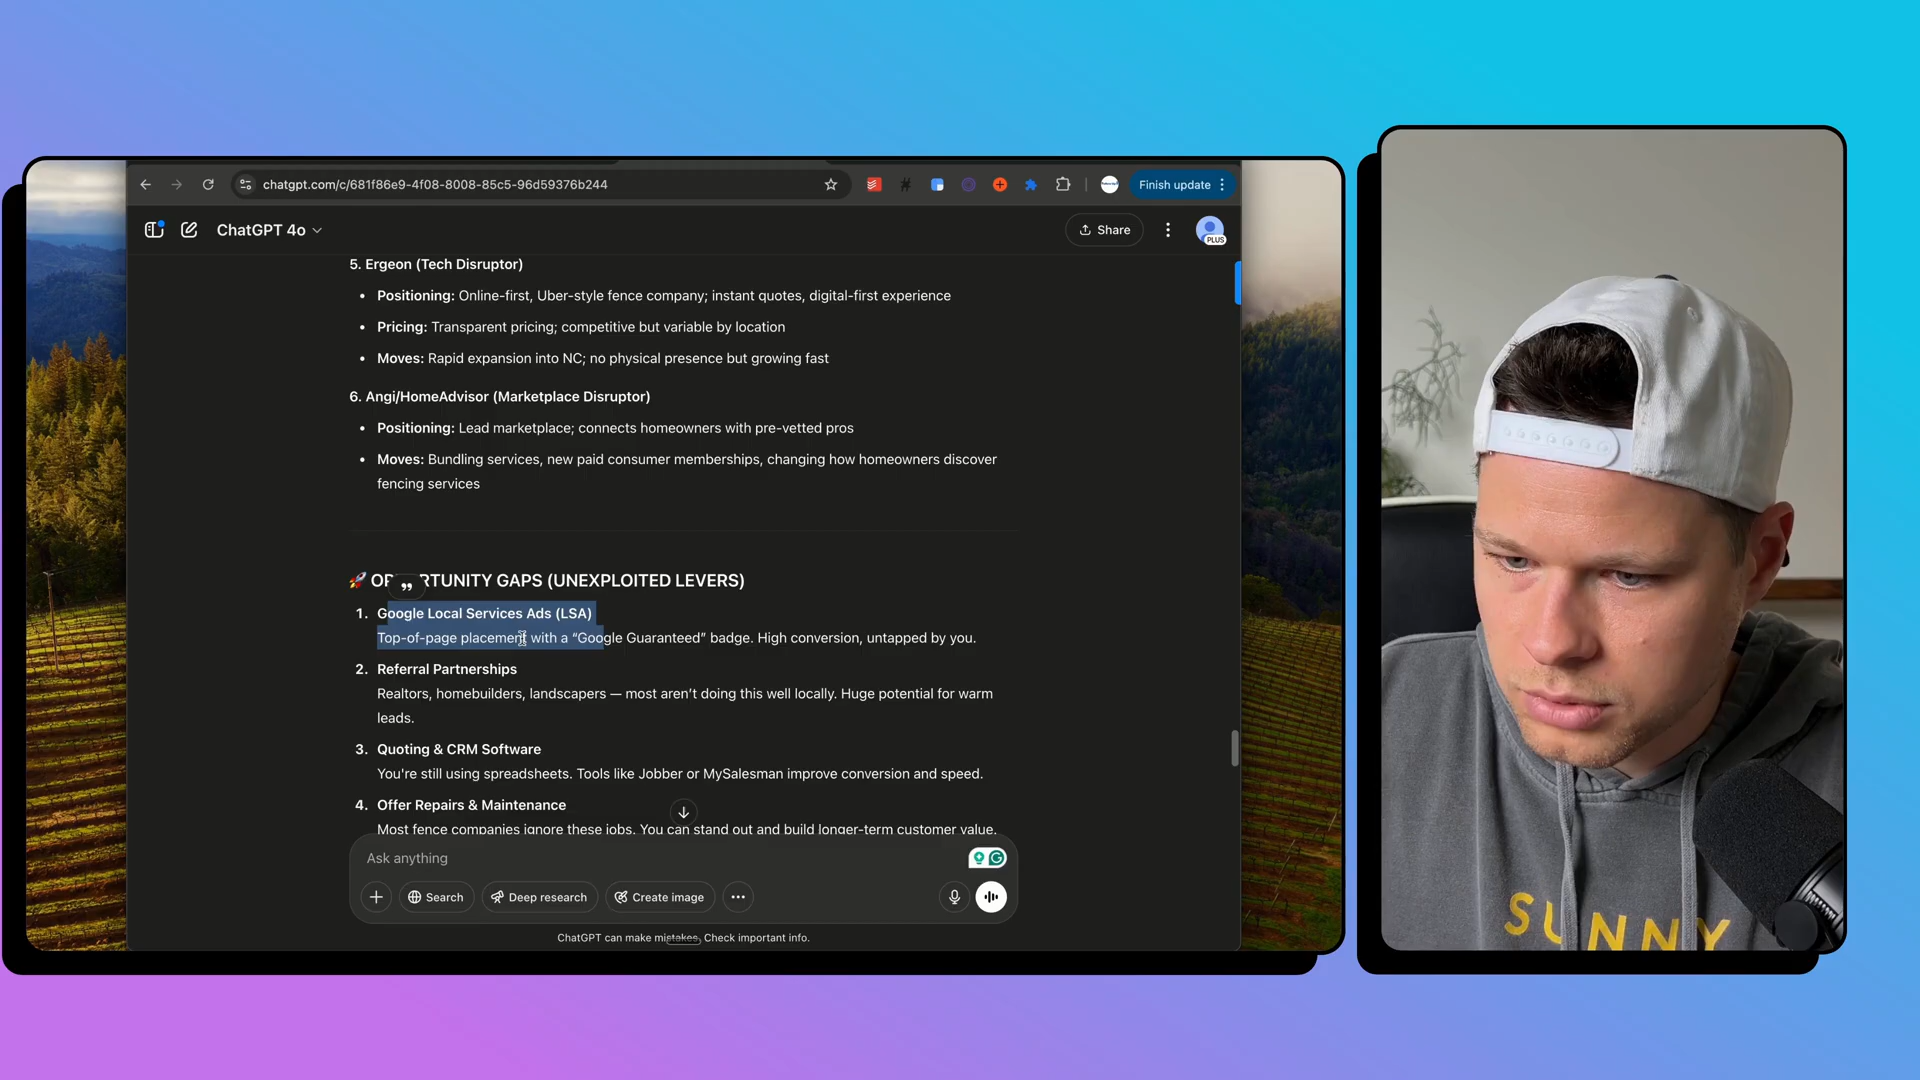 chatgpt.com/c/681f86e9-4f08-8008-85c5-96d59376b244
Finish update
ChatGPT 4o
Share
PLUS
5. Ergeon (Tech Disruptor)
• Positioning: Online-first, Uber-style fence company; instant quotes, digital-first experience
• Pricing: Transparent pricing; competitive but variable by location
• Moves: Rapid expansion into NC; no physical presence but growing fast
6. Angi/HomeAdvisor (Marketplace Disruptor)
• Positioning: Lead marketplace; connects homeowners with pre-vetted pros
• Moves: Bundling services, new paid consumer memberships, changing how homeowners discover
fencing services
🚀 OP RTUNITY GAPS (UNEXPLOITED LEVERS)
1. Google Local Services Ads (LSA)
Top-of-page placement with a “Google Guaranteed” badge. High conversion, untapped by you.
2. Referral Partnerships
Realtors, homebuilders, landscapers — most aren’t doing this well locally. Huge potential for warm
leads.
3. Quoting & CRM Software
You're still using spreadsheets. Tools like Jobber or MySalesman improve conversion and speed.
4. Offer Repairs & Maintenance
Most fence companies ignore these jobs. You can stand out and build longer-term customer value.
Ask anything
Search
Deep research
Create image
ChatGPT can make mistakes. Check important info.
SUNNY